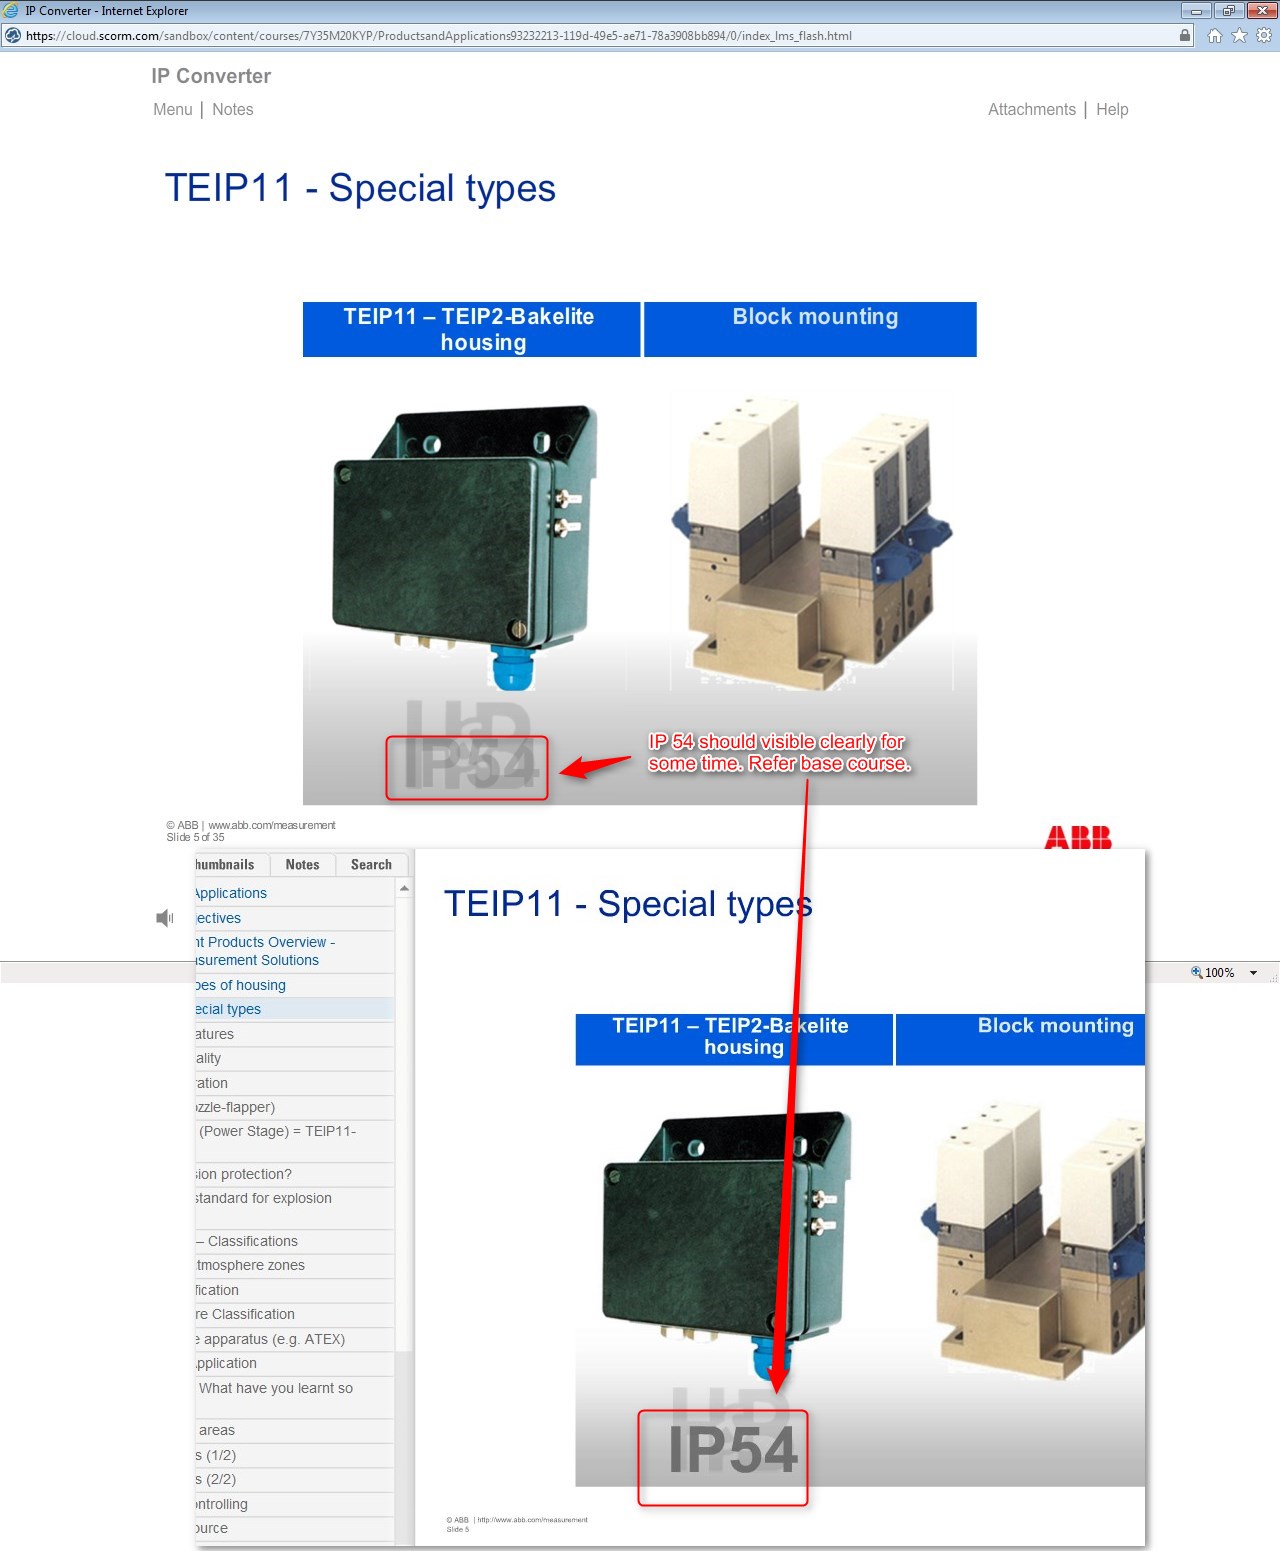 IP Converter - Internet Explorer
https://cloud.scorm.com/sandbox/content/courses/7Y35M20KYP/ProductsandApplications93232213-119d-49e5-ae71-78a3908bb894/0/index_lms_flash.html
IP Converter
Menu | Notes
Attachments | Help
TEIP11 - Special types
TEIP11 – TEIP2-Bakelite
housing
Block mounting
IP54
IP 54 should visible clearly for
some time. Refer base course.
© ABB | www.abb.com/measurement
Slide 5 of 35
ABB
humbnails
Notes
Search
Applications
jectives
nt Products Overview -
asurement Solutions
pes of housing
ecial types
atures
ality
ration
ozzle-flapper)
(Power Stage) = TEIP11-
sion protection?
standard for explosion
– Classifications
tmosphere zones
fication
re Classification
e apparatus (e.g. ATEX)
Application
What have you learnt so
areas
s (1/2)
s (2/2)
ontrolling
ource
TEIP11 - Special types
TEIP11 – TEIP2-Bakelite
housing
Block mounting
IP54
© ABB | http://www.abb.com/measurement
Slide 5
100%